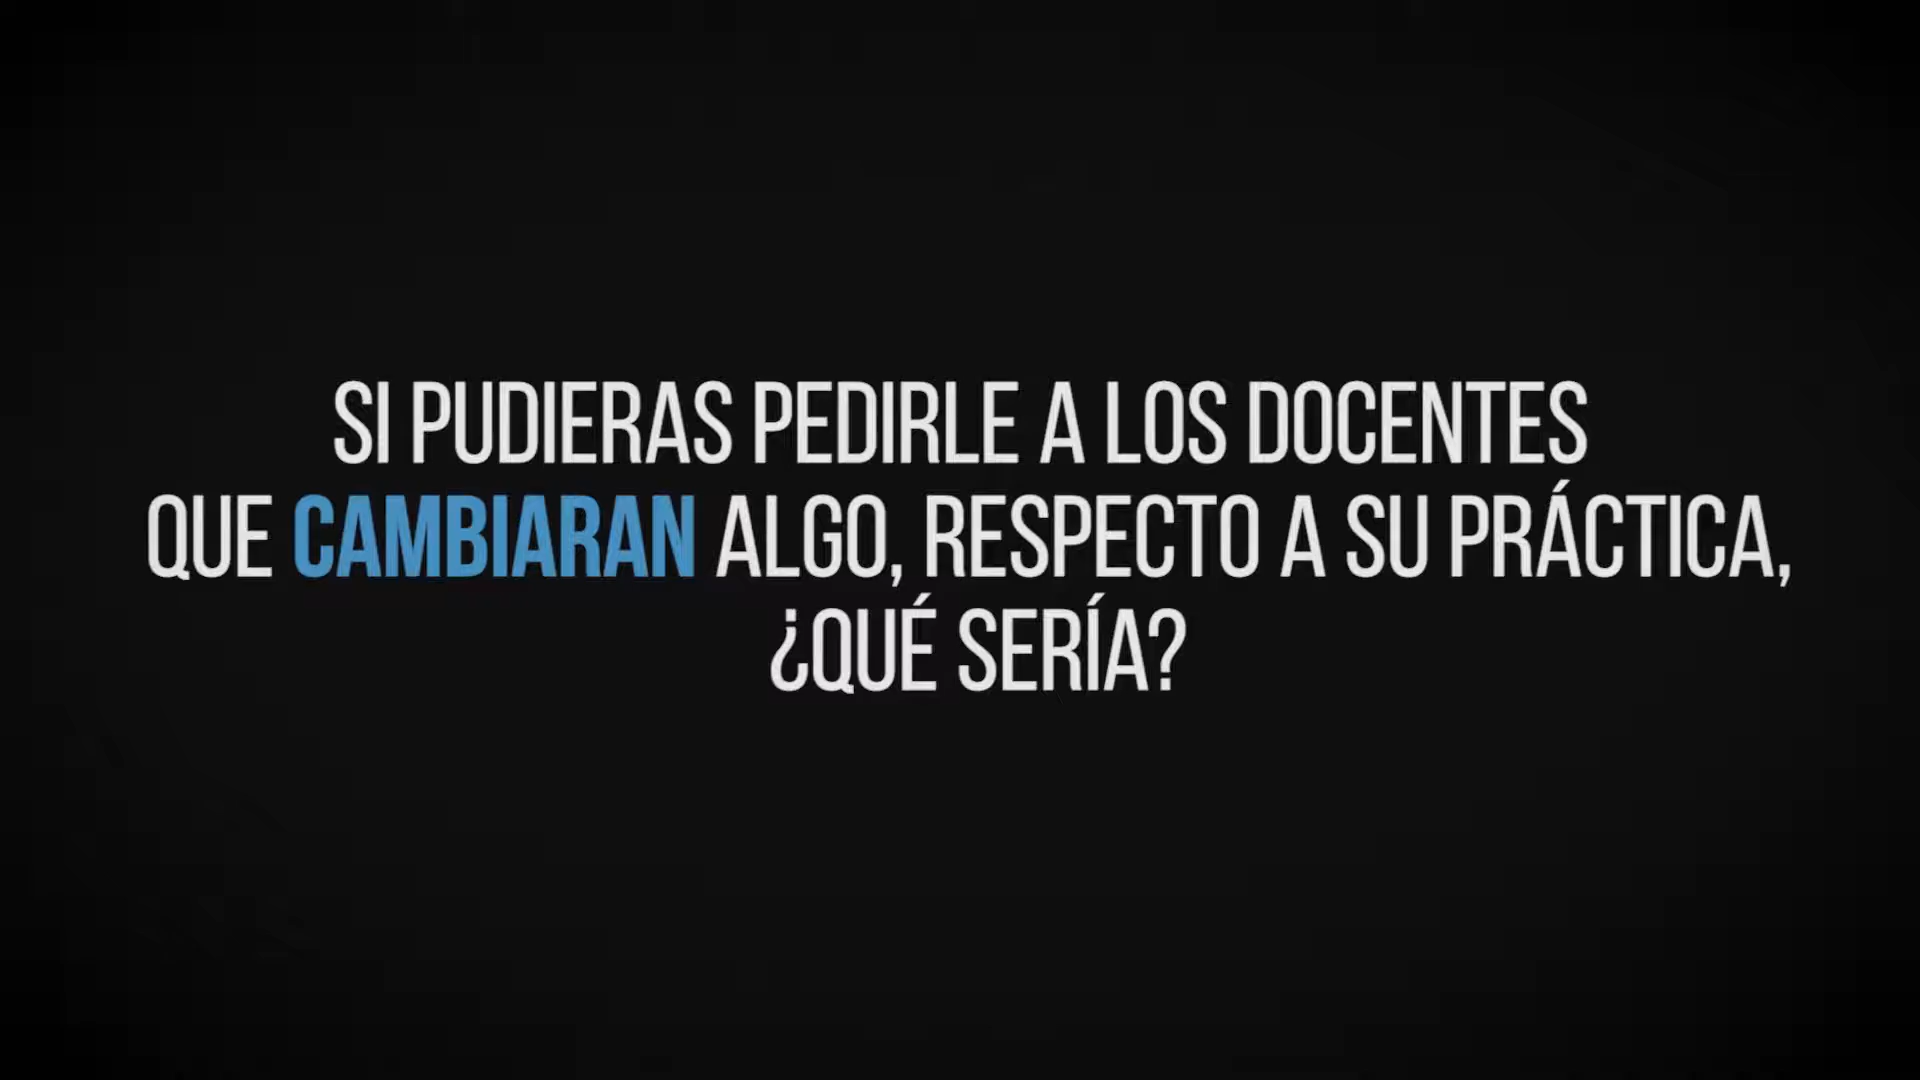 SI PUDIERAS PEDIRLE A LOS DOCENTES
QUE CAMBIARAN ALGO, RESPECTO A SU PRÁCTICA,
¿QUÉ SERÍA?